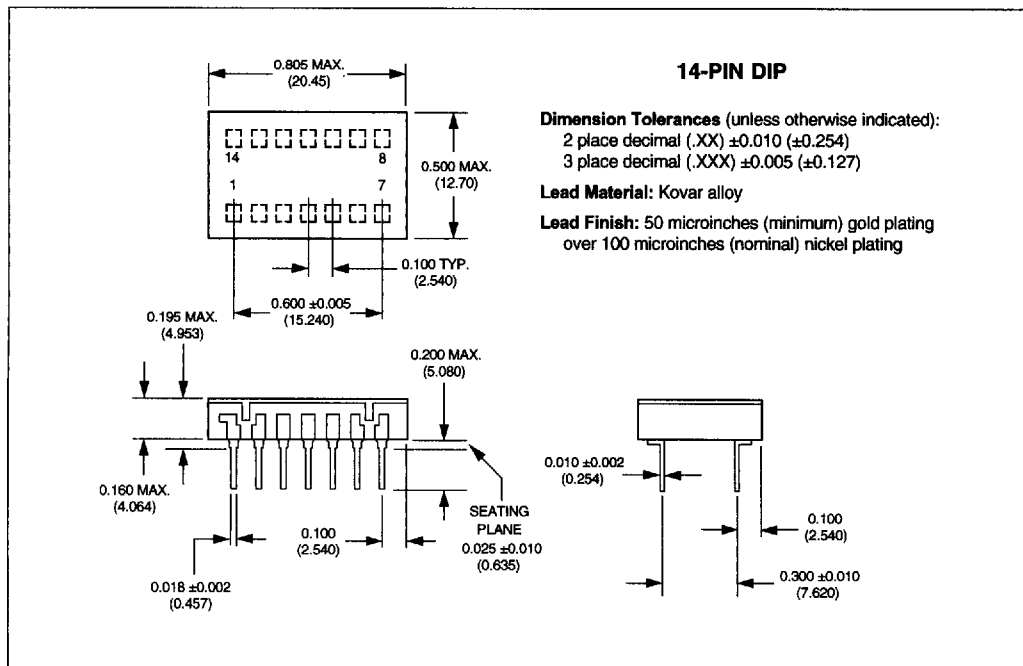 0.805 MAX.
(20.45)
14-PIN DIP
Dimension Tolerances (unless otherwise indicated):
2 place decimal (.XX) ±0.010 (±0.254)
3 place decimal (.XXX) ±0.005 (±0.127)
Lead Material: Kovar alloy
Lead Finish: 50 microinches (minimum) gold plating
over 100 microinches (nominal) nickel plating
14
8
1
7
0.500 MAX.
(12.70)
0.100 TYP.
(2.540)
0.600 ±0.005
(15.240)
0.195 MAX.
(4.953)
0.200 MAX.
(5.080)
0.160 MAX.
(4.064)
0.018 ±0.002
(0.457)
0.100
(2.540)
SEATING
PLANE
0.025 ±0.010
(0.635)
0.010 ±0.002
(0.254)
0.100
(2.540)
0.300 ±0.010
(7.620)